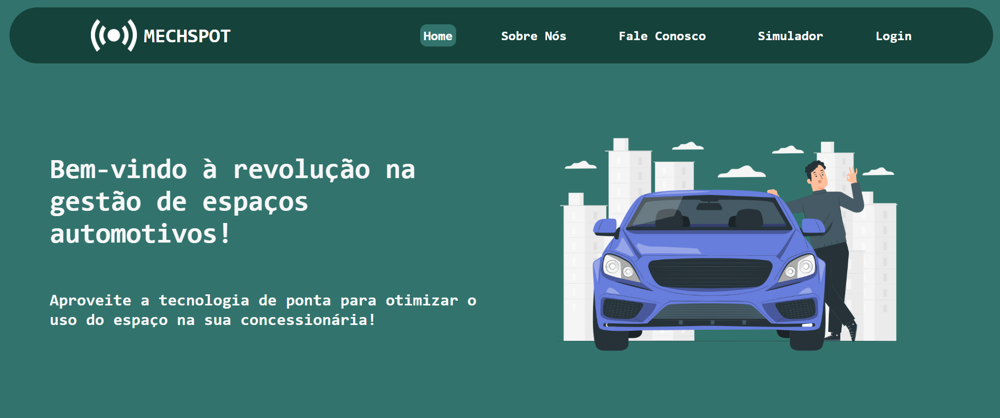 MECHSPOT
Home
Sobre Nós
Fale Conosco
Simulador
Login
Bem-vindo à revolução na
gestão de espaços
automotivos!
Aproveite a tecnologia de ponta para otimizar o
uso do espaço na sua concessionária!